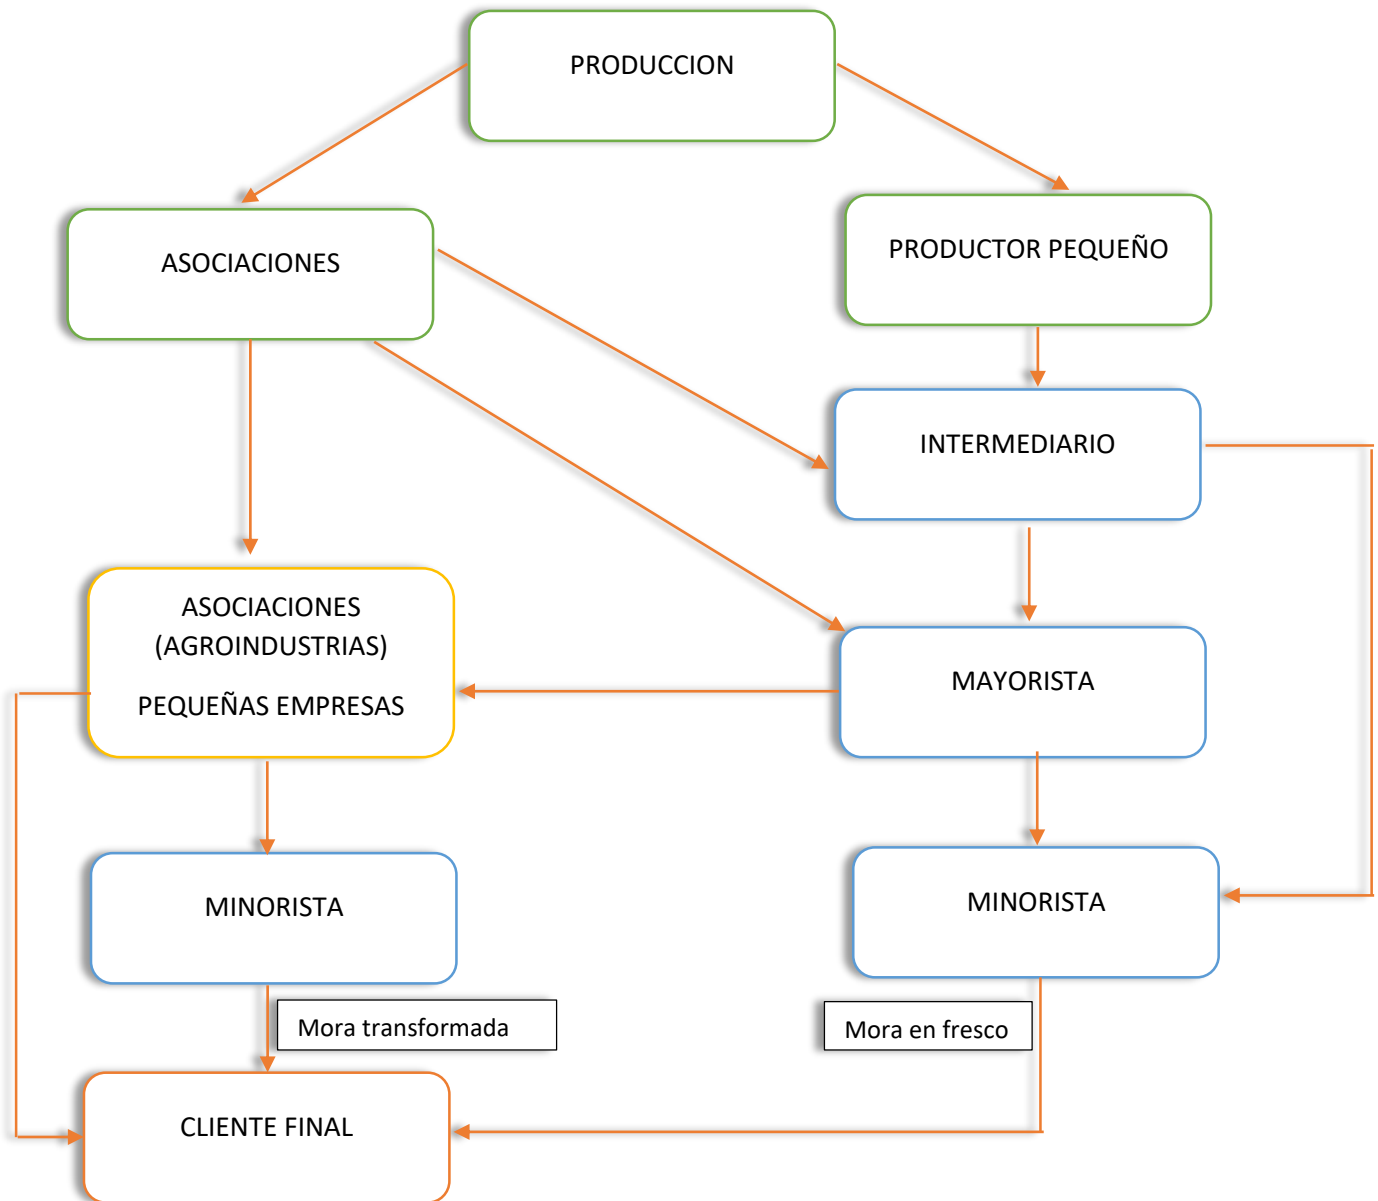 PRODUCCION
ASOCIACIONES
PRODUCTOR PEQUEÑO
INTERMEDIARIO
ASOCIACIONES
(AGROINDUSTRIAS)
PEQUEÑAS EMPRESAS
MAYORISTA
MINORISTA
MINORISTA
Mora transformada
Mora en fresco
CLIENTE FINAL